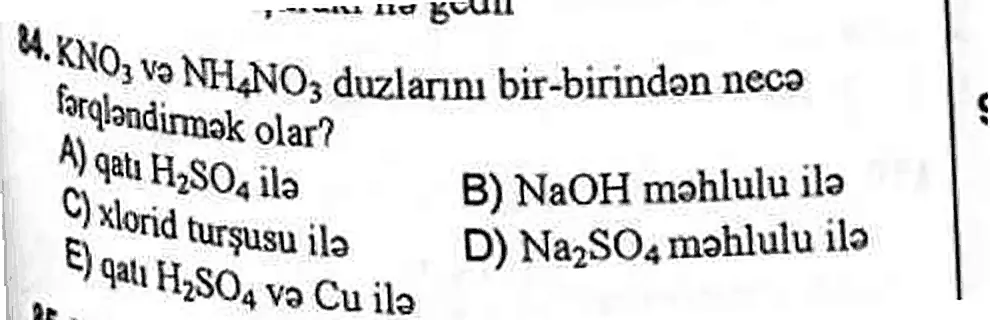 gedir
84. KNO₃ və NH₄NO₃ duzlarını bir-birindən necə
fərqləndirmək olar?
A) qatı H₂SO₄ ilə
B) NaOH məhlulu ilə
C) xlorid turşusu ilə
D) Na₂SO₄ məhlulu ilə
E) qatı H₂SO₄ və Cu ilə